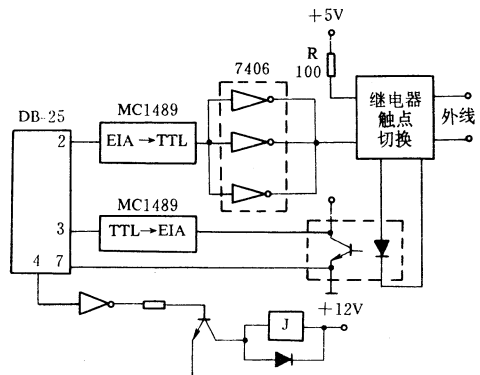 +5V
R
100
7406
DB-25
MC1489
2
EIA→TTL
继电器
触点
切换
外线
MC1489
3
TTL→EIA
4 7
+12V
J